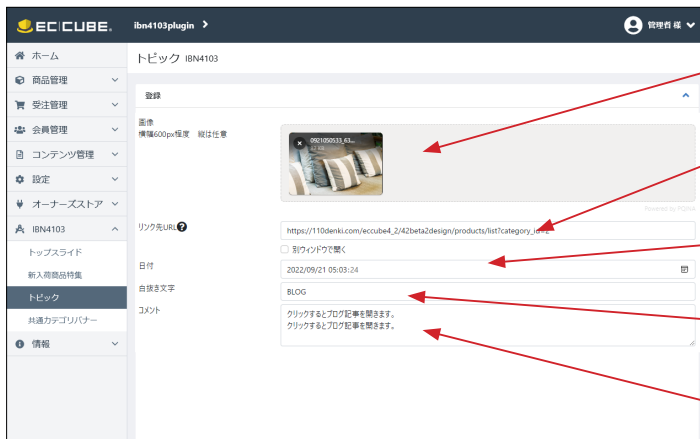 EC CUBE.
ibn4103plugin
管理者 様
ホーム
商品管理
受注管理
会員管理
コンテンツ管理
設定
オーナーズストア
IBN4103
トップスライド
新入荷商品特集
トピック
共通カテゴリバナー
情報
トピック IBN4103
登録
画像
横幅600px程度 縦は任意
0921050533_63...
Powered by PQINA
リンク先URL
https://110denki.com/eccube4_2/42beta2design/products/list?category_id=2
別ウィンドウで開く
日付
2022/09/21 05:03:24
白抜き文字
BLOG
コメント
クリックするとブログ記事を開きます。
クリックするとブログ記事を開きます。